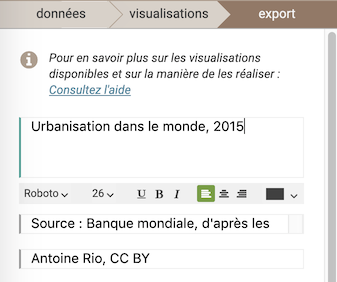 données visualisations export
Pour en savoir plus sur les visualisations
disponibles et sur la manière de les réaliser :
Consultez l'aide
Urbanisation dans le monde, 2015
Roboto 26 U B I
Source : Banque mondiale, d'après les
Antoine Rio, CC BY